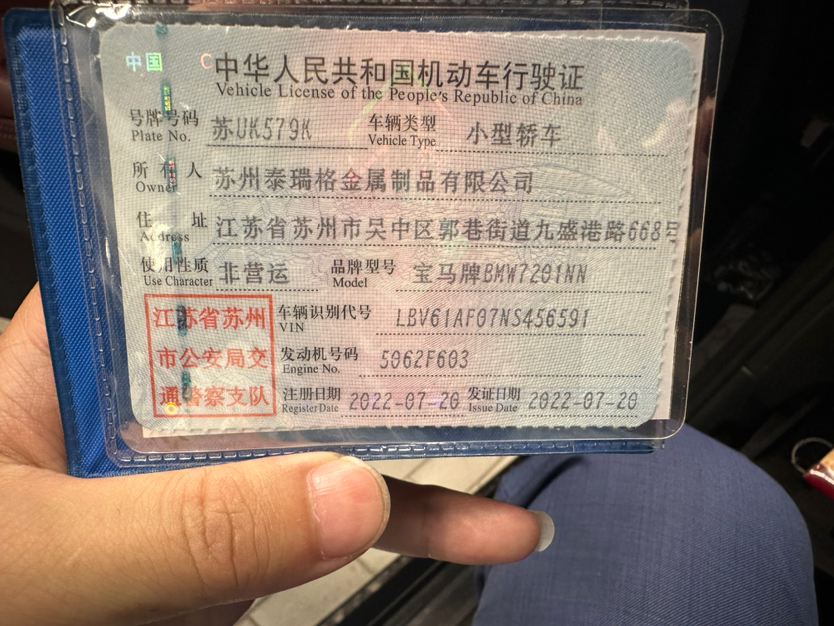 中国 C
中华人民共和国机动车行驶证
Vehicle License of the People's Republic of China
号牌号码 苏UK579K 车辆类型 小型轿车
Plate No. Vehicle Type
所有人 苏州泰瑞格金属制品有限公司
Owner
住址 江苏省苏州市吴中区郭巷街道九盛港路668号
Address
使用性质 非营运 品牌型号 宝马牌BMW7201NN
Use Character Model
江苏省苏州
市公安局交
通警察支队
车辆识别代号 LBV61AF07NS456591
VIN
发动机号码 5062F603
Engine No.
注册日期 2022-07-20 发证日期 2022-07-20
Register Date Issue Date